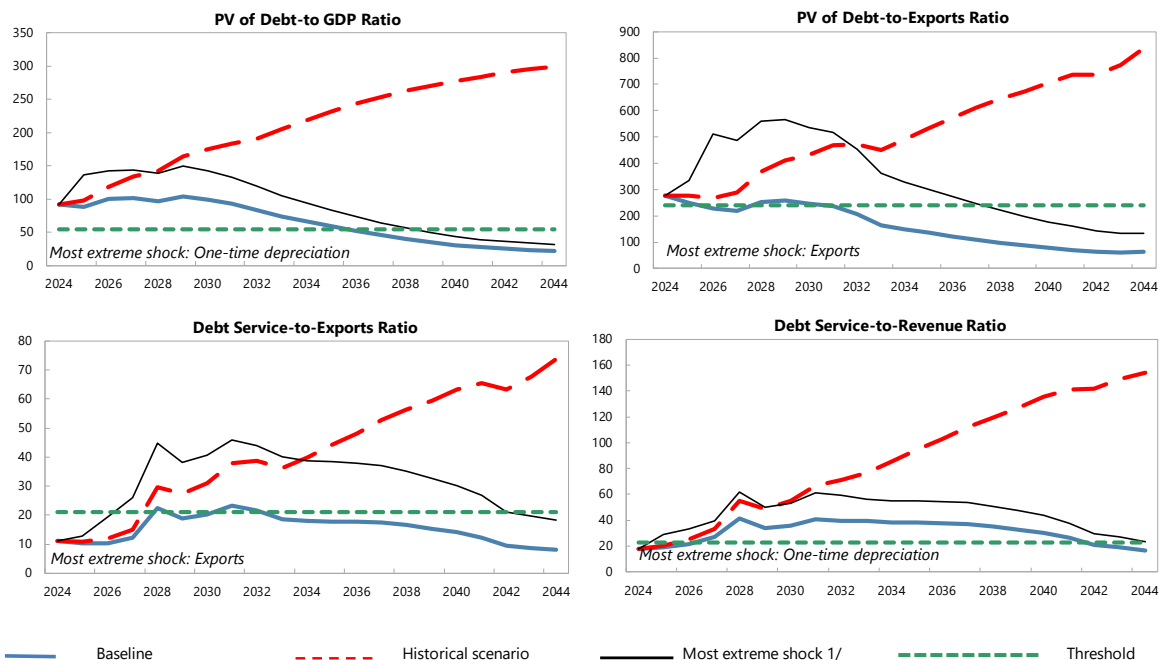 PV of Debt-to GDP Ratio
350
300
250
200
150
100
50
0
Most extreme shock: One-time depreciation
2024 2026 2028 2030 2032 2034 2036 2038 2040 2042 2044
PV of Debt-to-Exports Ratio
900
800
700
600
500
400
300
200
100
0
Most extreme shock: Exports
2024 2026 2028 2030 2032 2034 2036 2038 2040 2042 2044
Debt Service-to-Exports Ratio
80
70
60
50
40
30
20
10
0
Most extreme shock: Exports
2024 2026 2028 2030 2032 2034 2036 2038 2040 2042 2044
Debt Service-to-Revenue Ratio
180
160
140
120
100
80
60
40
20
0
Most extreme shock: One-time depreciation
2024 2026 2028 2030 2032 2034 2036 2038 2040 2042 2044
Baseline Historical scenario Most extreme shock 1/ Threshold